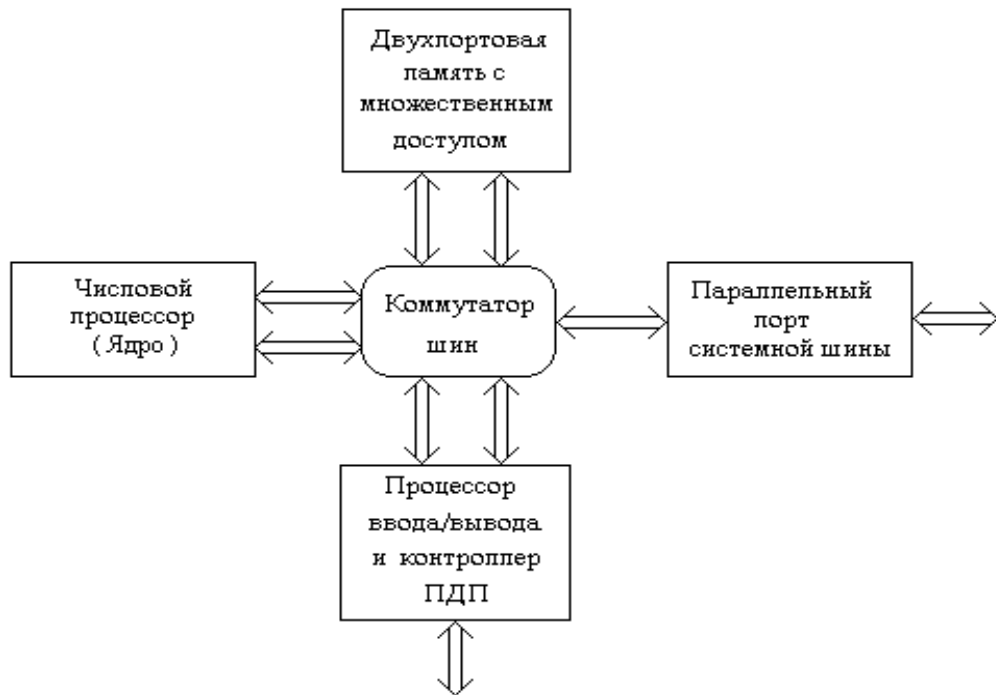 Двухпортовая
память с
множественным
доступом
Числовой
процессор
( Ядро )
Коммутатор
шин
Параллельный
порт
системной шины
Процессор
ввода/вывода
и контроллер
ПДП